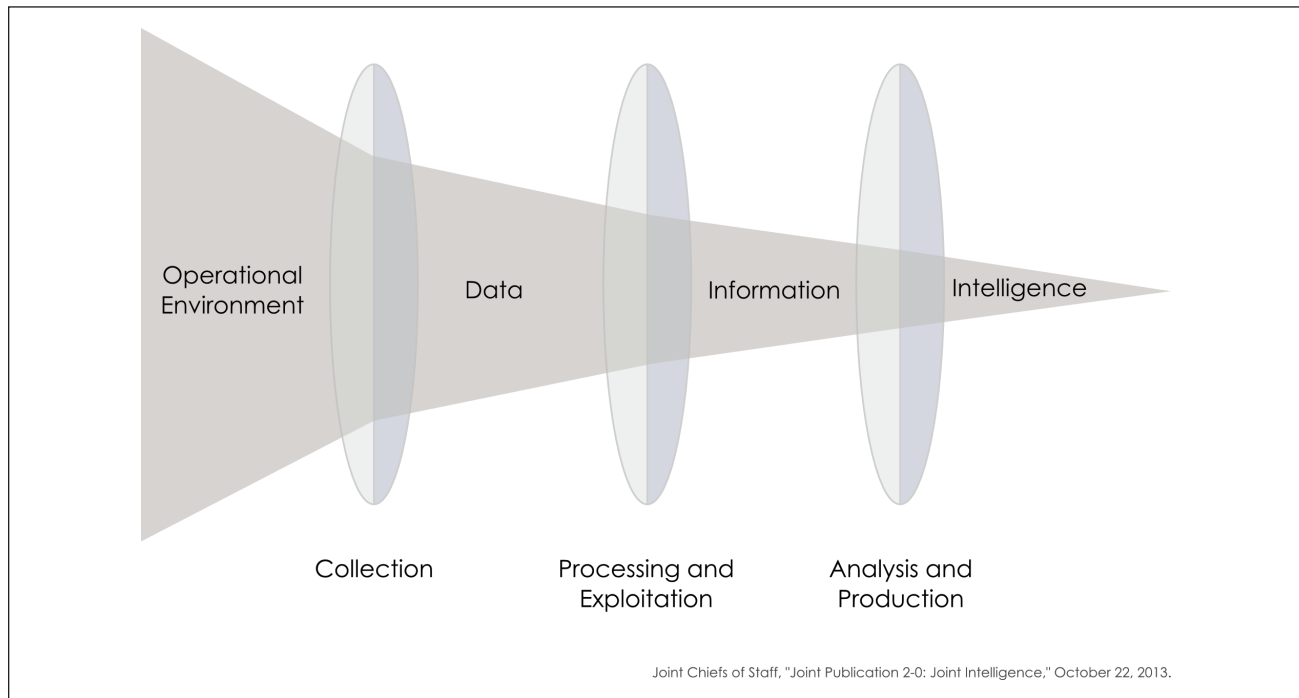 Operational
Environment
Data
Information
Intelligence
Collection
Processing and
Exploitation
Analysis and
Production
Joint Chiefs of Staff, "Joint Publication 2-0: Joint Intelligence," October 22, 2013.